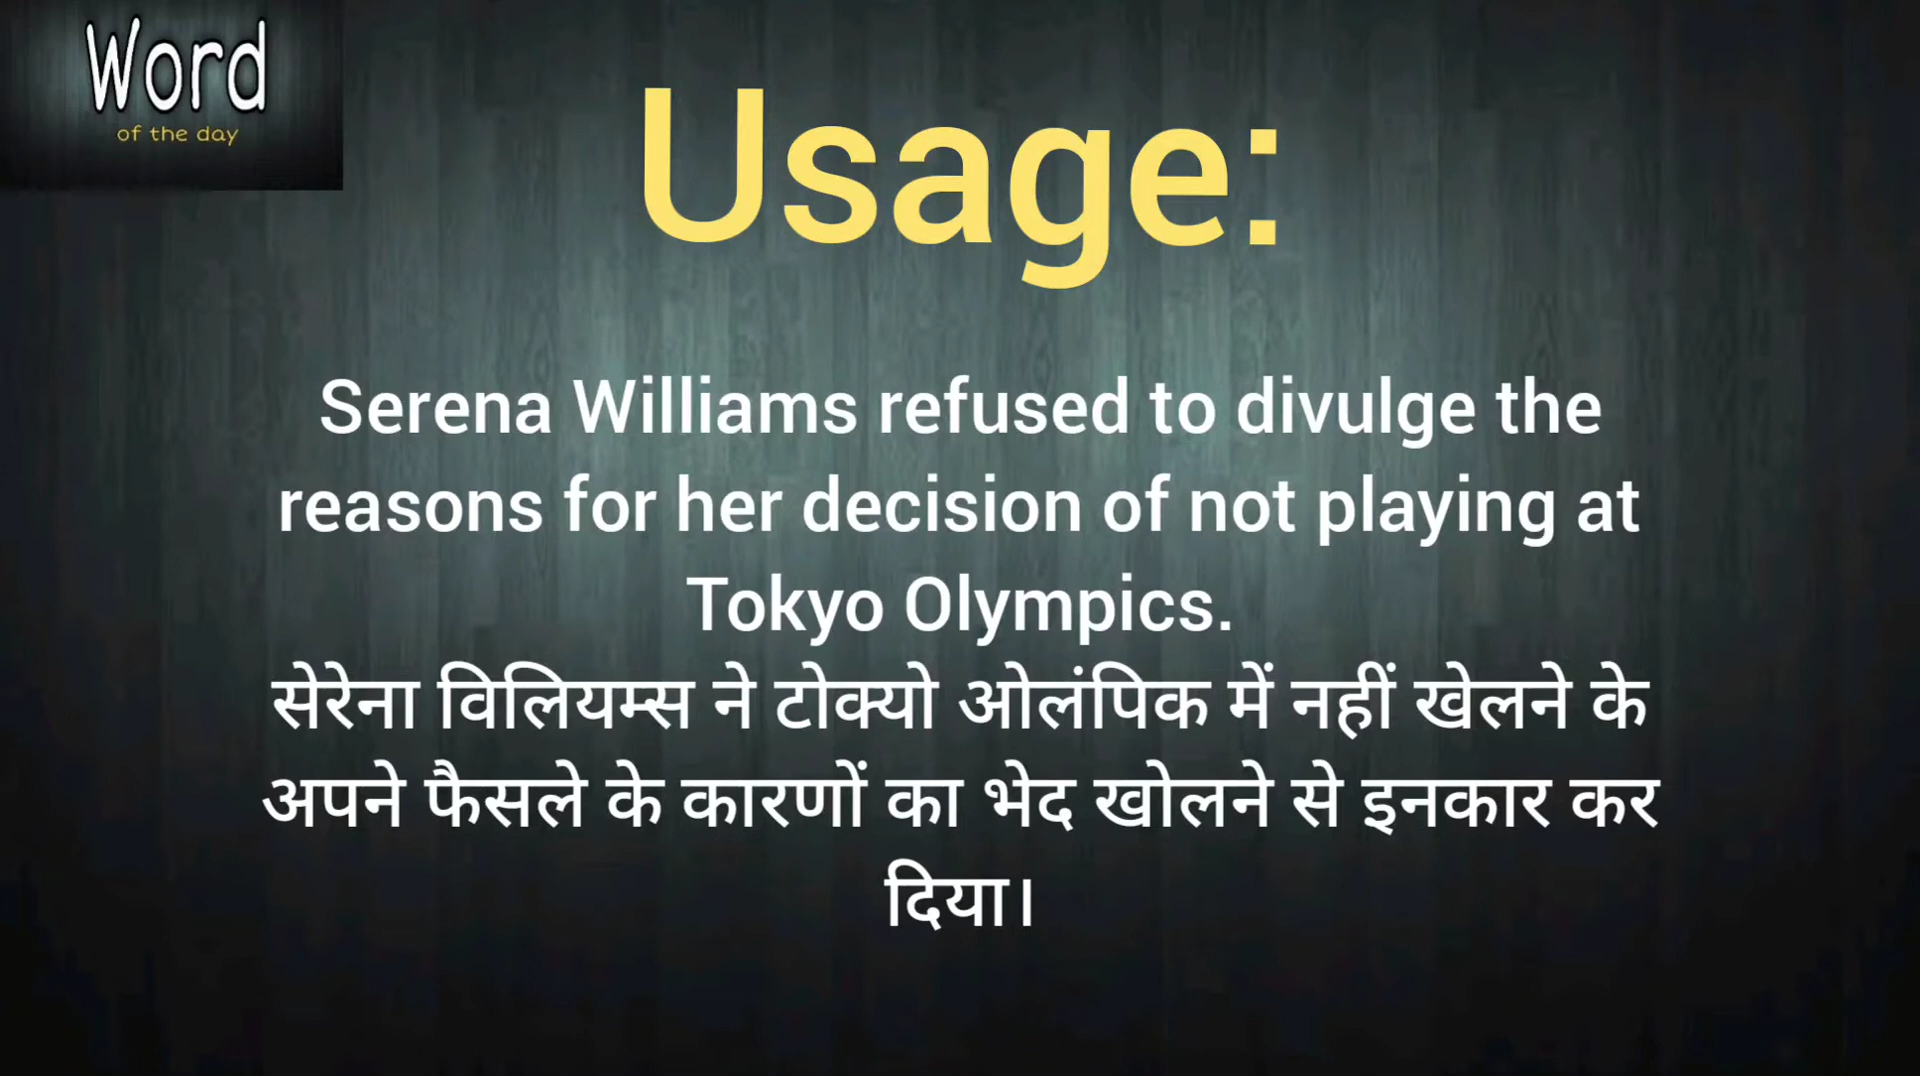 Word
of the day
Usage:
Serena Williams refused to divulge the
reasons for her decision of not playing at
Tokyo Olympics.
सेरेना विलियम्स ने टोक्यो ओलंपिक में नहीं खेलने के
अपने फैसले के कारणों का भेद खोलने से इनकार कर
दिया।